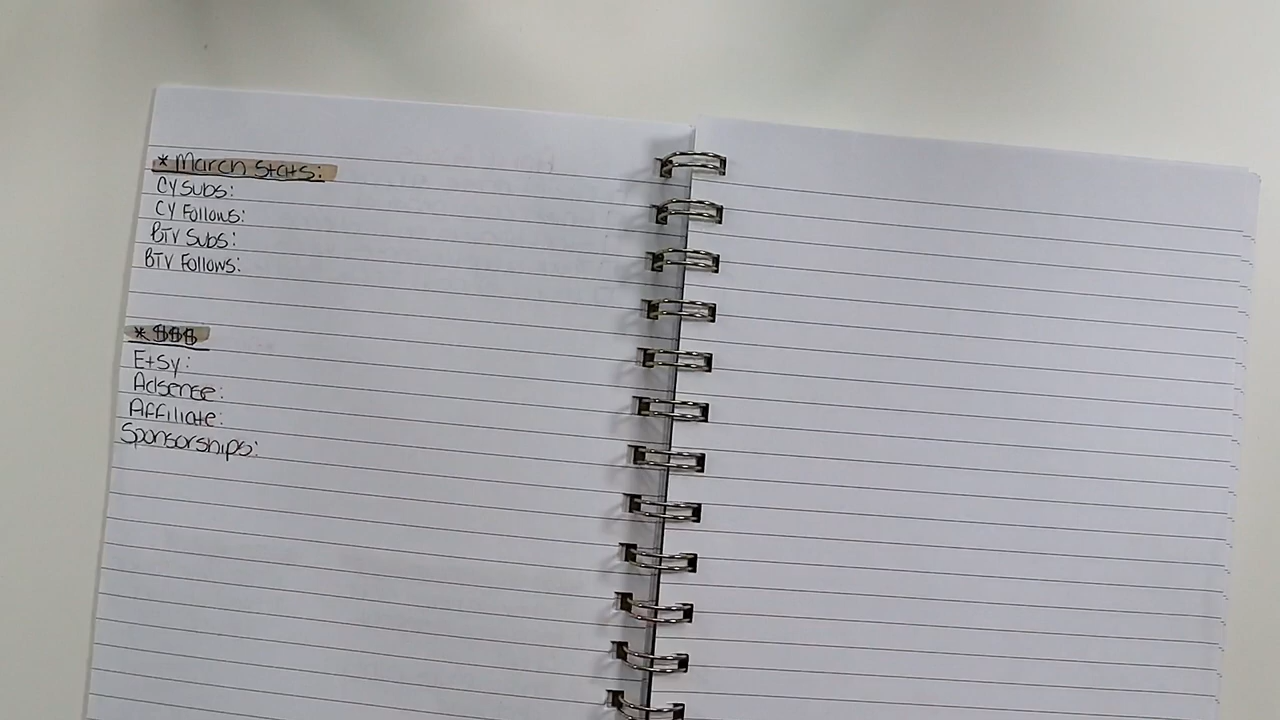 * March Stats:
CY Subs:
CY Follows:
BTV Subs:
BTV Follows:
* $$$
Etsy:
Adsense:
Affiliate:
Sponsorships: